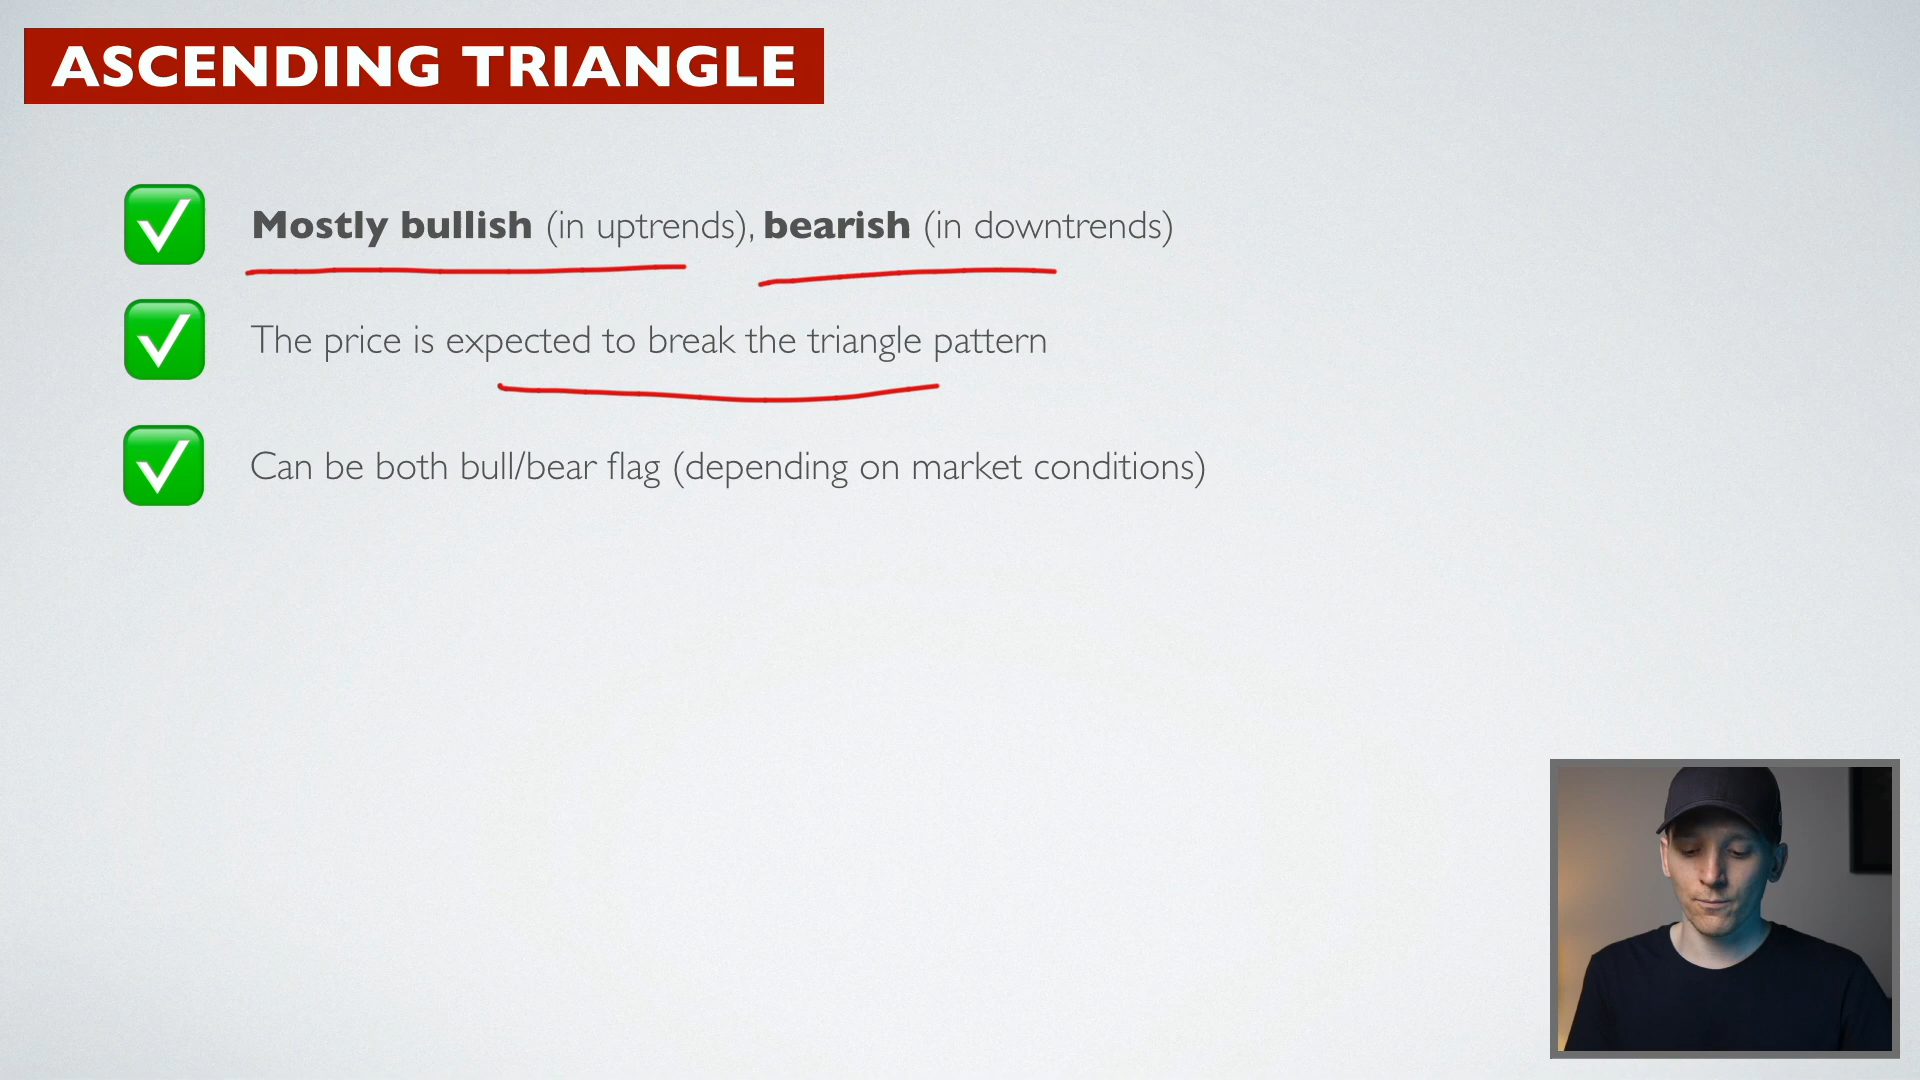 ASCENDING TRIANGLE
Mostly bullish (in uptrends), bearish (in downtrends)
The price is expected to break the triangle pattern
Can be both bull/bear flag (depending on market conditions)